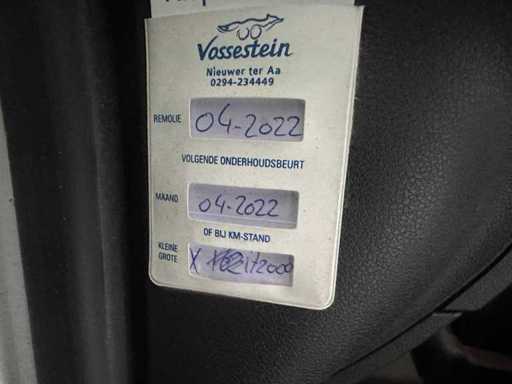 Vossestein
Nieuwer ter Aa
0294-234449
REMOLIE 04-2022
VOLGENDE ONDERHOUDSBEURT
MAAND 04-2022
OF BIJ KM-STAND
KLEINE X
GROTE